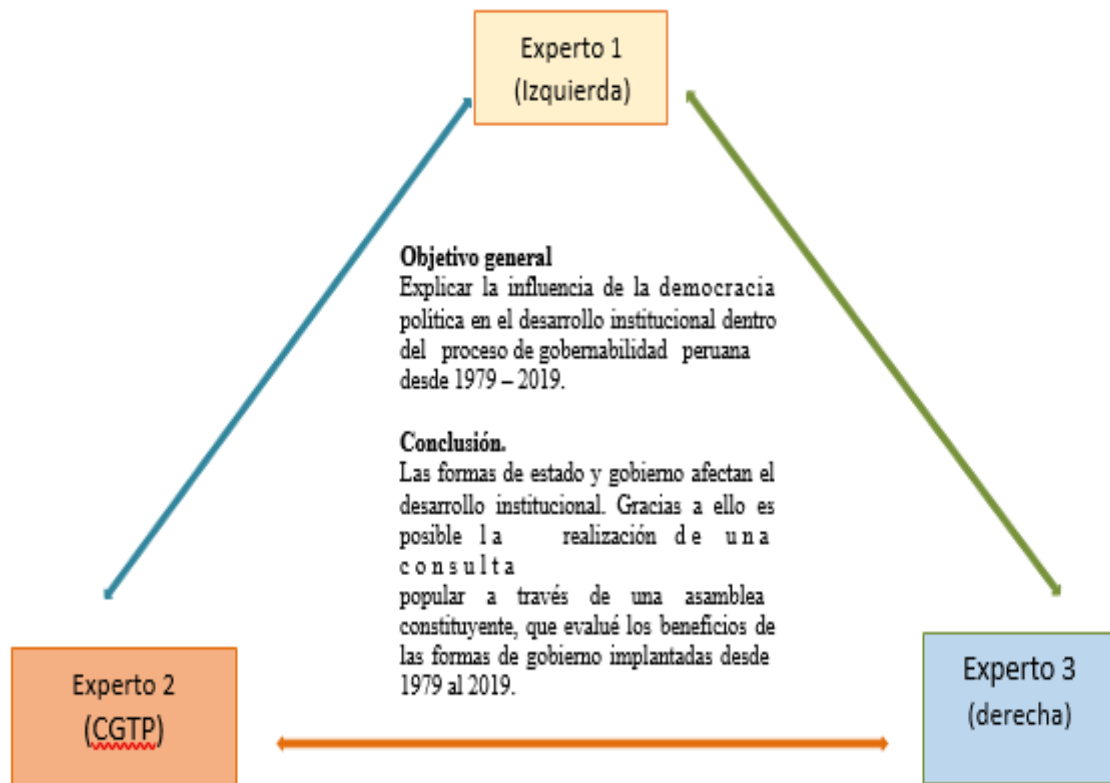 Experto 1
(Izquierda)
Objetivo general
Explicar la influencia de la democracia
política en el desarrollo institucional dentro
del proceso de gobernabilidad peruana
desde 1979 – 2019.
Conclusión.
Las formas de estado y gobierno afectan el
desarrollo institucional. Gracias a ello es
posible la realización de una
consulta
popular a través de una asamblea
constituyente, que evalué los beneficios de
las formas de gobierno implantadas desde
1979 al 2019.
Experto 2
(CGTP)
Experto 3
(derecha)